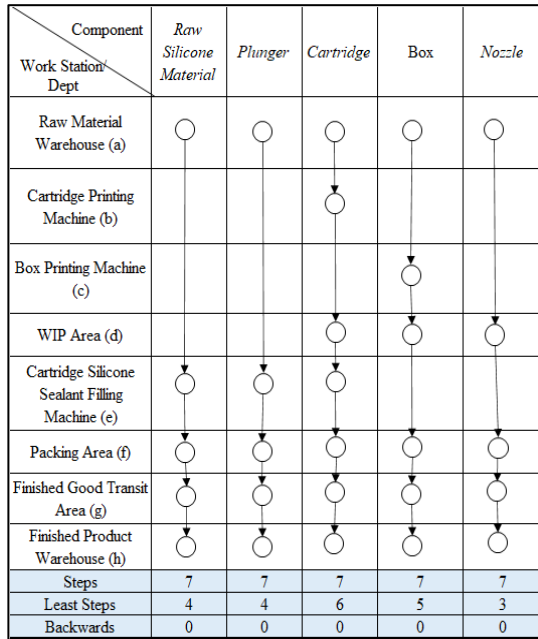 Component
Work Station/
Dept
Raw
Silicone
Material
Plunger
Cartridge
Box
Nozzle
Raw Material
Warehouse (a)
Cartridge Printing
Machine (b)
Box Printing Machine
(c)
WIP Area (d)
Cartridge Silicone
Sealant Filling
Machine (e)
Packing Area (f)
Finished Good Transit
Area (g)
Finished Product
Warehouse (h)
Steps 7 7 7 7 7
Least Steps 4 4 6 5 3
Backwards 0 0 0 0 0